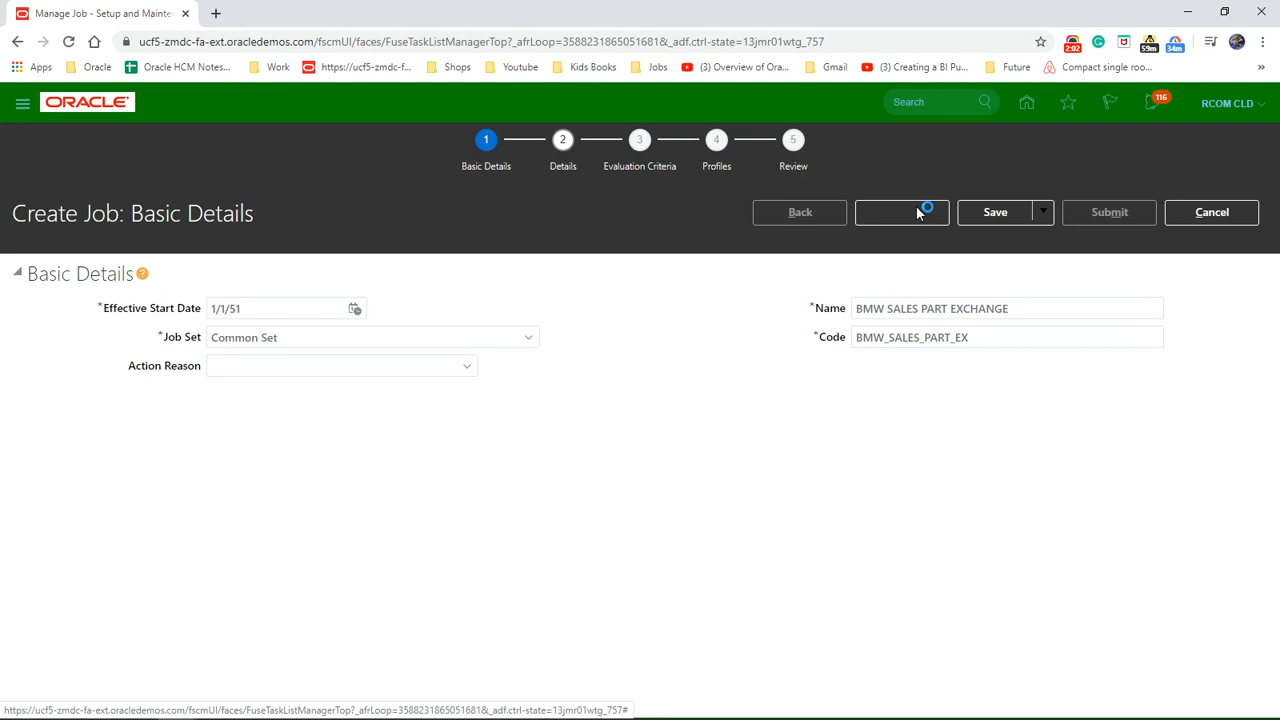 Manage Job - Setup and Mainte
ucf5-zmdc-fa-ext.oracledemos.com/fscmUI/faces/FuseTaskListManagerTop?_afrLoop=3588231865051681&_adf.ctrl-state=13jmr01wtg_757
2:02
59m
34m
Apps
Oracle
Oracle HCM Notes...
Work
https://ucf5-zmdc-f...
Shops
Youtube
Kids Books
Jobs
(3) Overview of Ora...
Gmail
(3) Creating a BI Pu...
Future
Compact single roo...
»
ORACLE
Search
116
RCOM CLD
1
2
3
4
5
Basic Details
Details
Evaluation Criteria
Profiles
Review
Create Job: Basic Details
Back
Save
Submit
Cancel
Basic Details
*Effective Start Date 1/1/51
*Name BMW SALES PART EXCHANGE
*Job Set Common Set
*Code BMW_SALES_PART_EX
Action Reason
https://ucf5-zmdc-fa-ext.oracledemos.com/fscmUI/faces/FuseTaskListManagerTop?_afrLoop=3588231865051681&_adf.ctrl-state=13jmr01wtg_757#